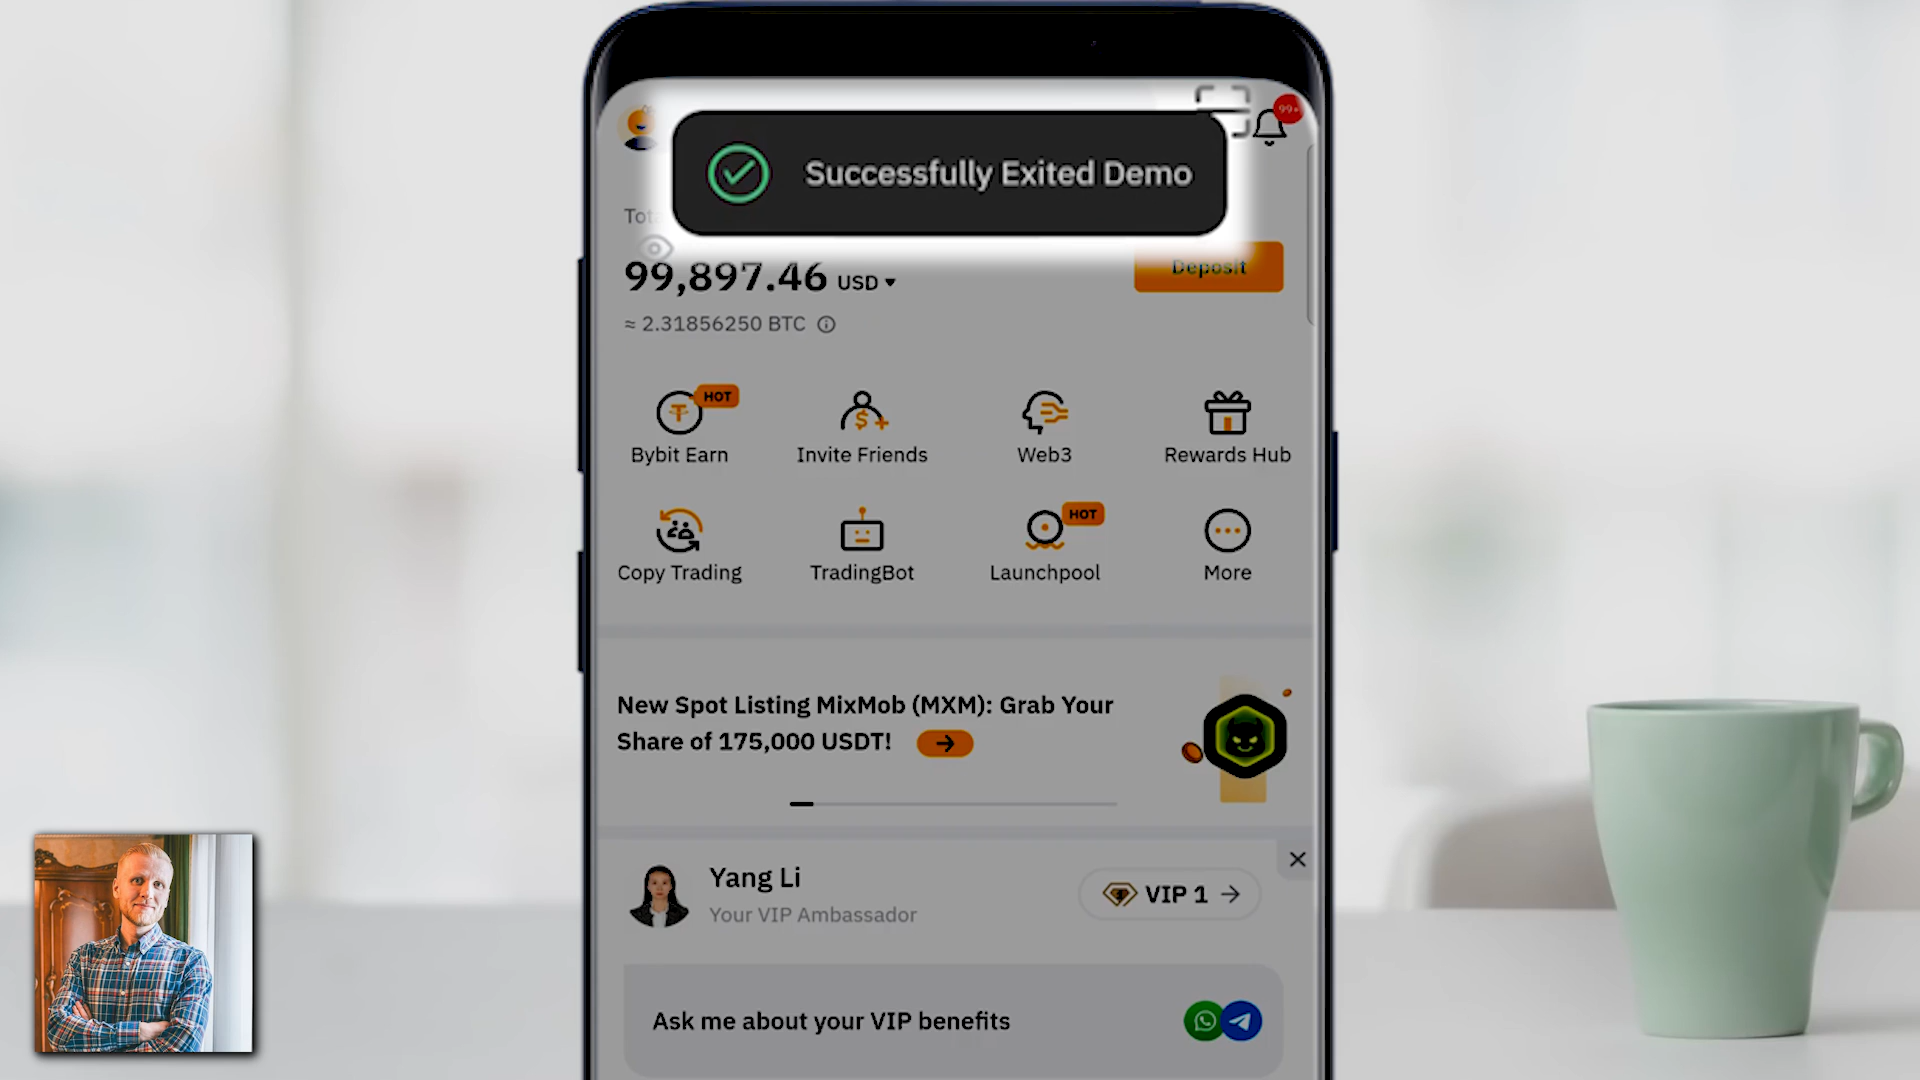 99+
Successfully Exited Demo
Tot
99,897.46 USD
Deposit
≈ 2.31856250 BTC
HOT
Bybit Earn
Invite Friends
Web3
Rewards Hub
HOT
Copy Trading
TradingBot
Launchpool
More
New Spot Listing MixMob (MXM): Grab Your
Share of 175,000 USDT!
Yang Li
Your VIP Ambassador
VIP 1
Ask me about your VIP benefits